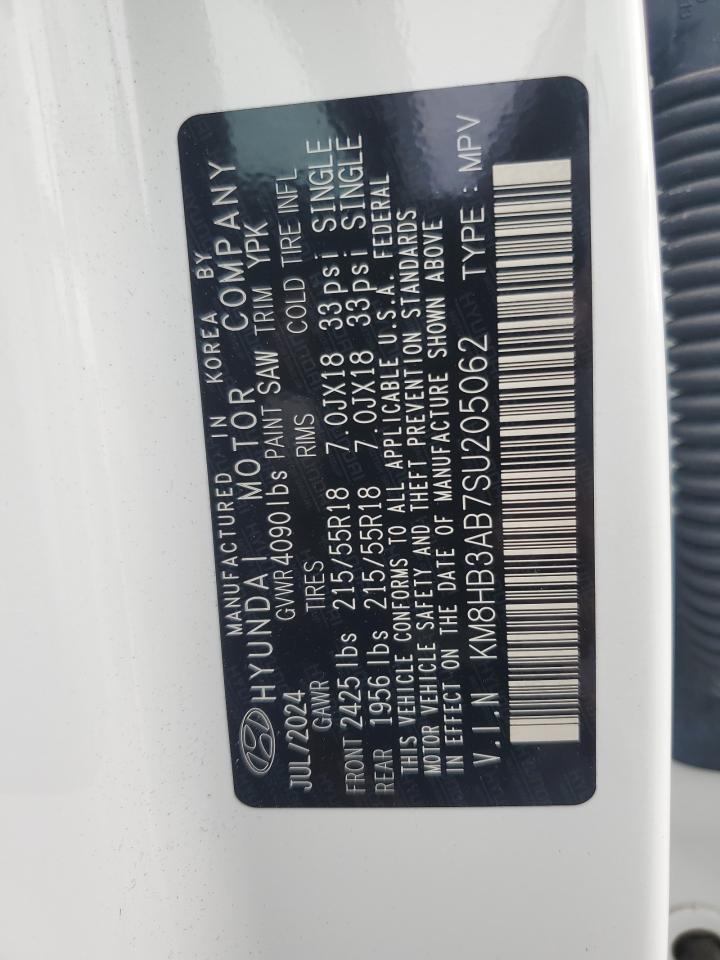 MANUFACTURED IN KOREA BY
HYUNDAI MOTOR COMPANY
JUL/2024 GVWR 4090lbs PAINT SAW TRIM YPK
GAWR TIRES RIMS COLD TIRE INFL
FRONT 2425 lbs 215/55R18 7.0JX18 33psi SINGLE
REAR 1956 lbs 215/55R18 7.0JX18 33psi SINGLE
THIS VEHICLE CONFORMS TO ALL APPLICABLE U.S.A. FEDERAL
MOTOR VEHICLE SAFETY AND THEFT PREVENTION STANDARDS
IN EFFECT ON THE DATE OF MANUFACTURE SHOWN ABOVE
V.I.N KM8HB3AB7SU205062 TYPE : MPV